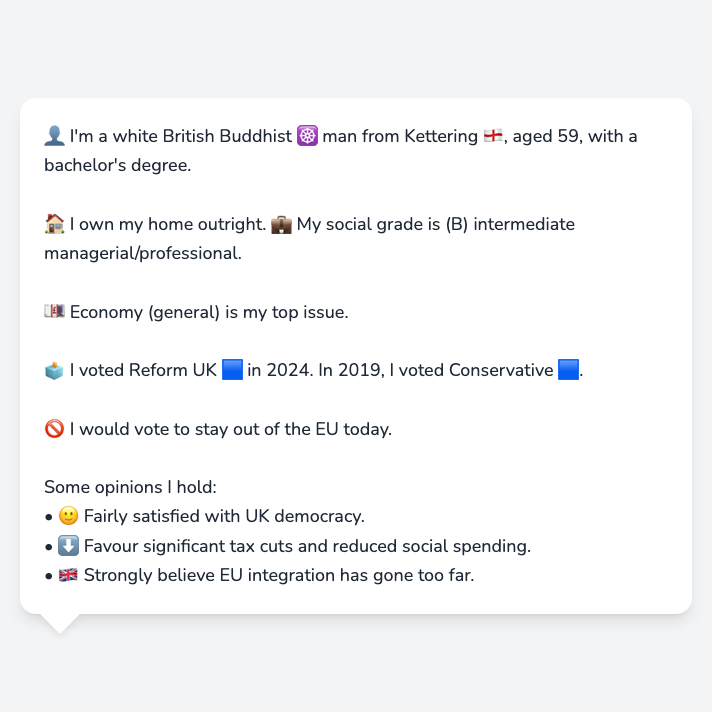 👤 I'm a white British Buddhist ☸️ man from Kettering 🏴󠁧󠁢󠁥󠁮󠁧󠁿, aged 59, with a
bachelor's degree.
🏠 I own my home outright. 💼 My social grade is (B) intermediate
managerial/professional.
💷 Economy (general) is my top issue.
🗳️ I voted Reform UK 🟦 in 2024. In 2019, I voted Conservative 🟦.
🚫 I would vote to stay out of the EU today.
Some opinions I hold:
• 🙂 Fairly satisfied with UK democracy.
• ⬇️ Favour significant tax cuts and reduced social spending.
• 🇬🇧 Strongly believe EU integration has gone too far.